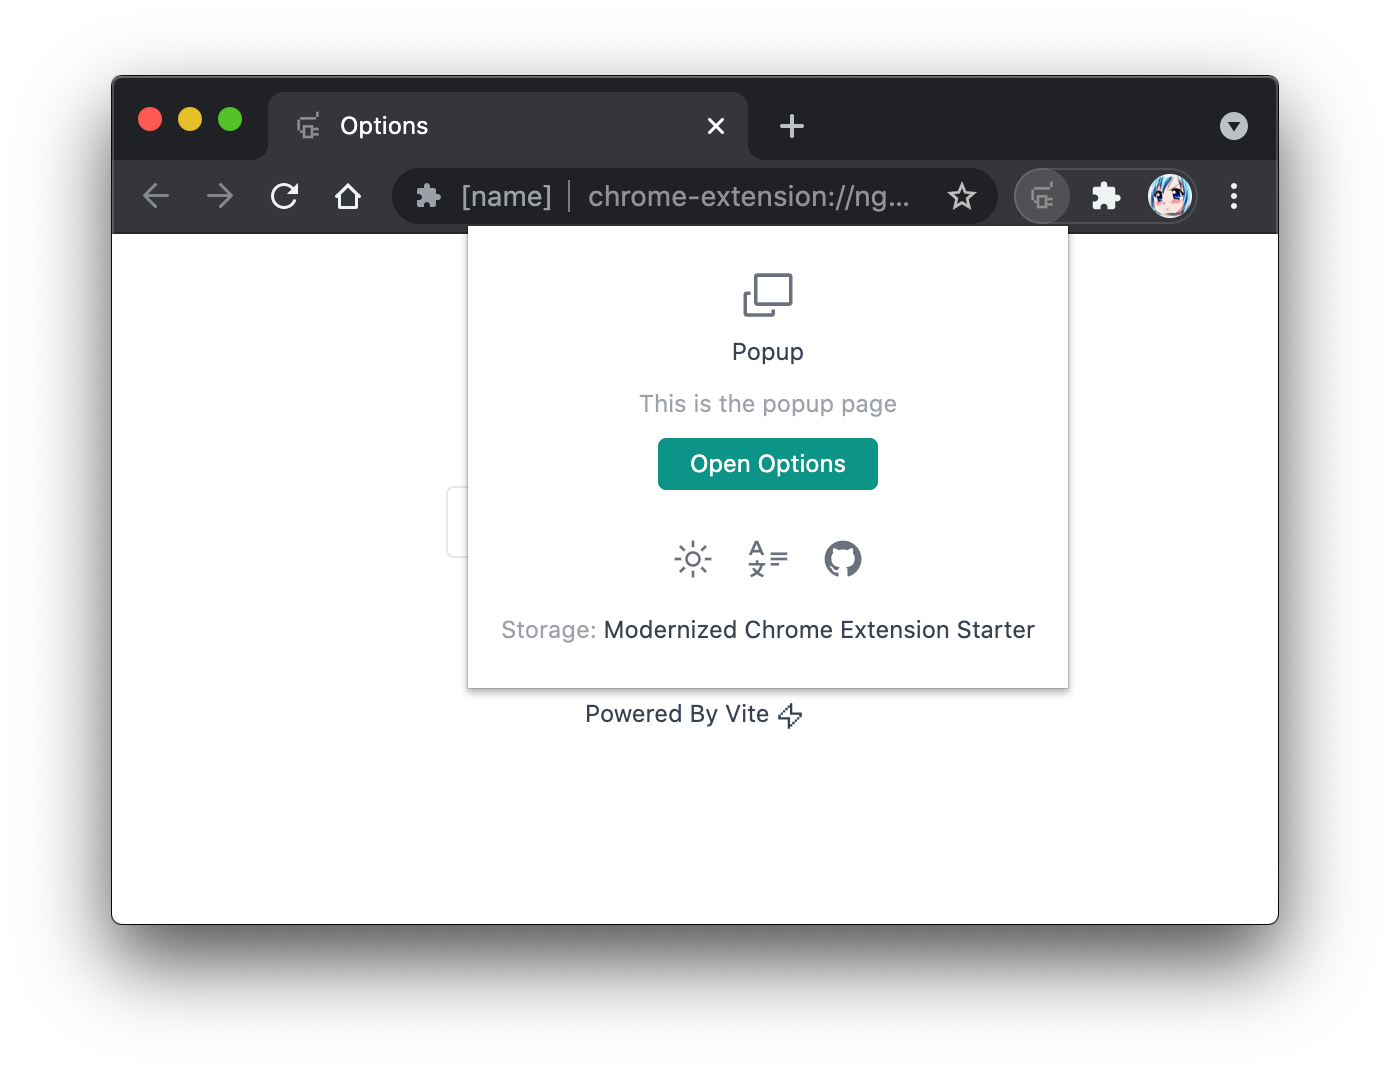 Options
[name] chrome-extension://ng...
Popup
This is the popup page
Open Options
Storage: Modernized Chrome Extension Starter
Powered By Vite